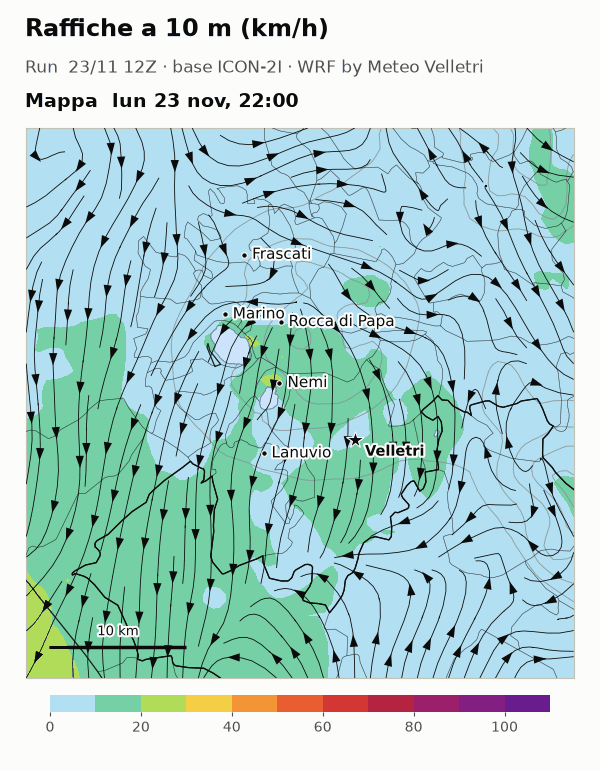 Raffiche a 10 m (km/h)
Run  23/11 12Z · base ICON-2I · WRF by Meteo Velletri
Mappa  lun 23 nov, 22:00
Frascati
Marino
Rocca di Papa
Nemi
Lanuvio
Velletri
10 km
0 20 40 60 80 100